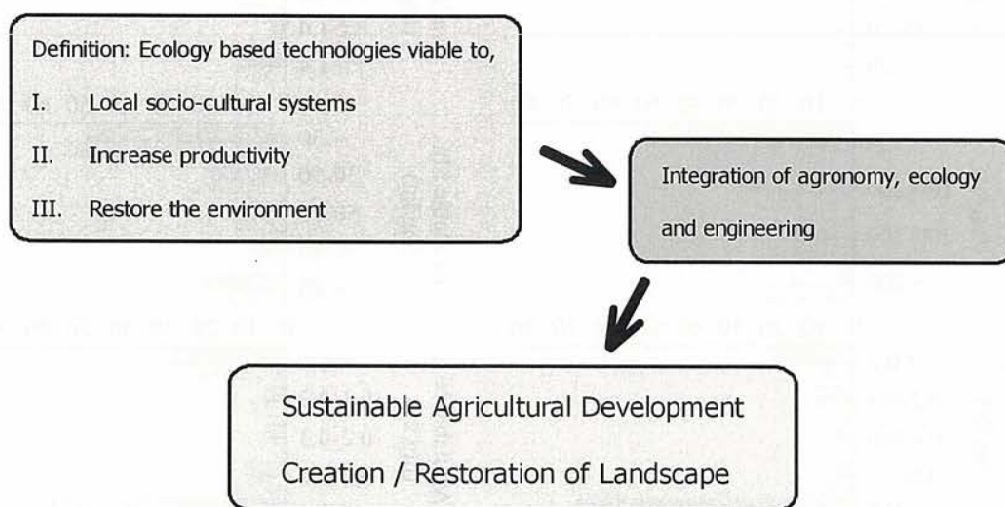 Definition: Ecology based technologies viable to,
I. Local socio-cultural systems
II. Increase productivity
III. Restore the environment
Integration of agronomy, ecology
and engineering
Sustainable Agricultural Development
Creation / Restoration of Landscape